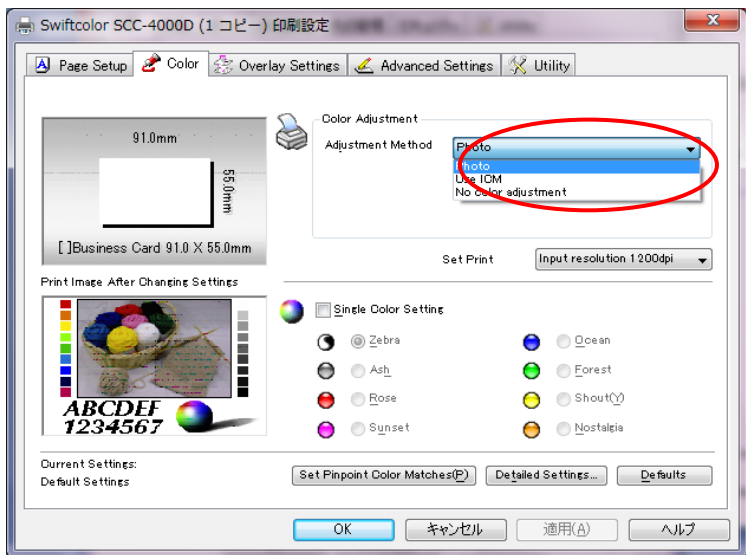 Swiftcolor SCC-4000D (1 コピー) 印刷設定
Page Setup Color Overlay Settings Advanced Settings Utility
Color Adjustment
91.0mm
55.0mm
Adjustment Method Photo
Photo
Use ICM
No color adjustment
[ ]Business Card 91.0 X 55.0mm
Set Print Input resolution 1200dpi
Print Image After Changing Settings
Single Color Setting
Zebra Ocean
Ash Forest
Rose Shout(Y)
Sunset Nostalgia
ABCDEF
1234567
Current Settings:
Default Settings
Set Pinpoint Color Matches(P) Detailed Settings... Defaults
OK キャンセル 適用(A) ヘルプ